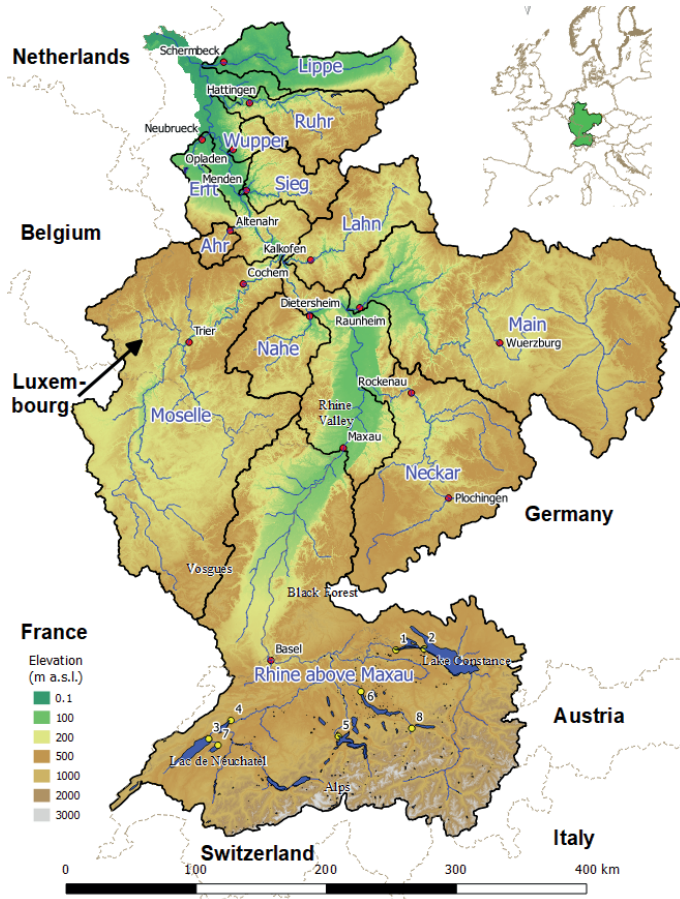 Netherlands
Schermbeck
Lippe
Hattingen
Ruhr
Neubrueck
Wupper
Opladen
Menden
Erft
Sieg
Altenahr
Belgium
Ahr
Lahn
Kalkofen
Cochem
Dietersheim
Raunheim
Main
Trier
Nahe
Wuerzburg
Luxem-
bourg
Rockenau
Moselle
Rhine
Valley
Maxau
Neckar
Plochingen
Germany
Vosgues
Black Forest
France
Basel
1
2
Lake Constance
Rhine above Maxau
Elevation
(m a.s.l.)
0.1
100
200
500
1000
2000
3000
6
4
3
7
5
8
Austria
Lac de Neuchatel
Alps
Switzerland
Italy
0
100
200
300
400 km